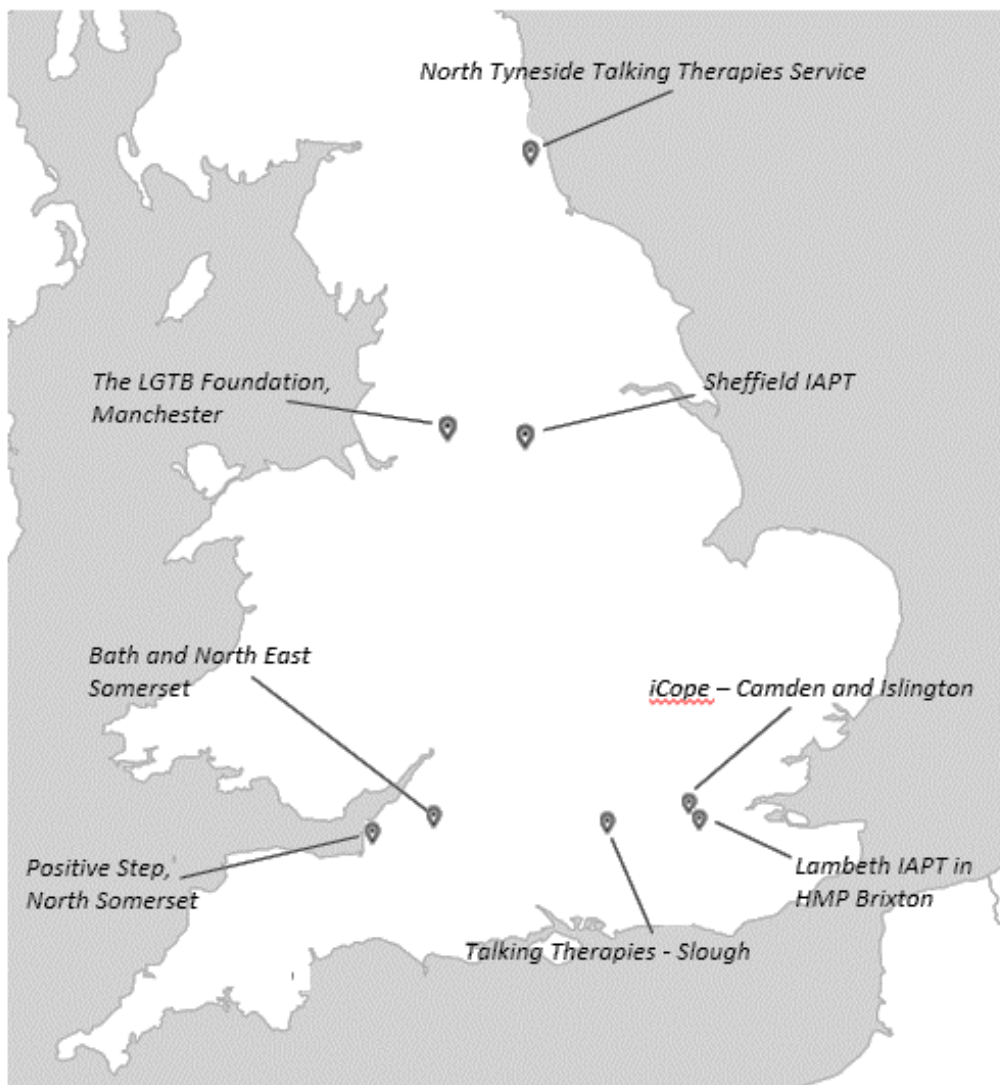 North Tyneside Talking Therapies Service
The LGTB Foundation,
Manchester
Sheffield IAPT
Bath and North East
Somerset
iCope – Camden and Islington
Positive Step,
North Somerset
Lambeth IAPT in
HMP Brixton
Talking Therapies - Slough